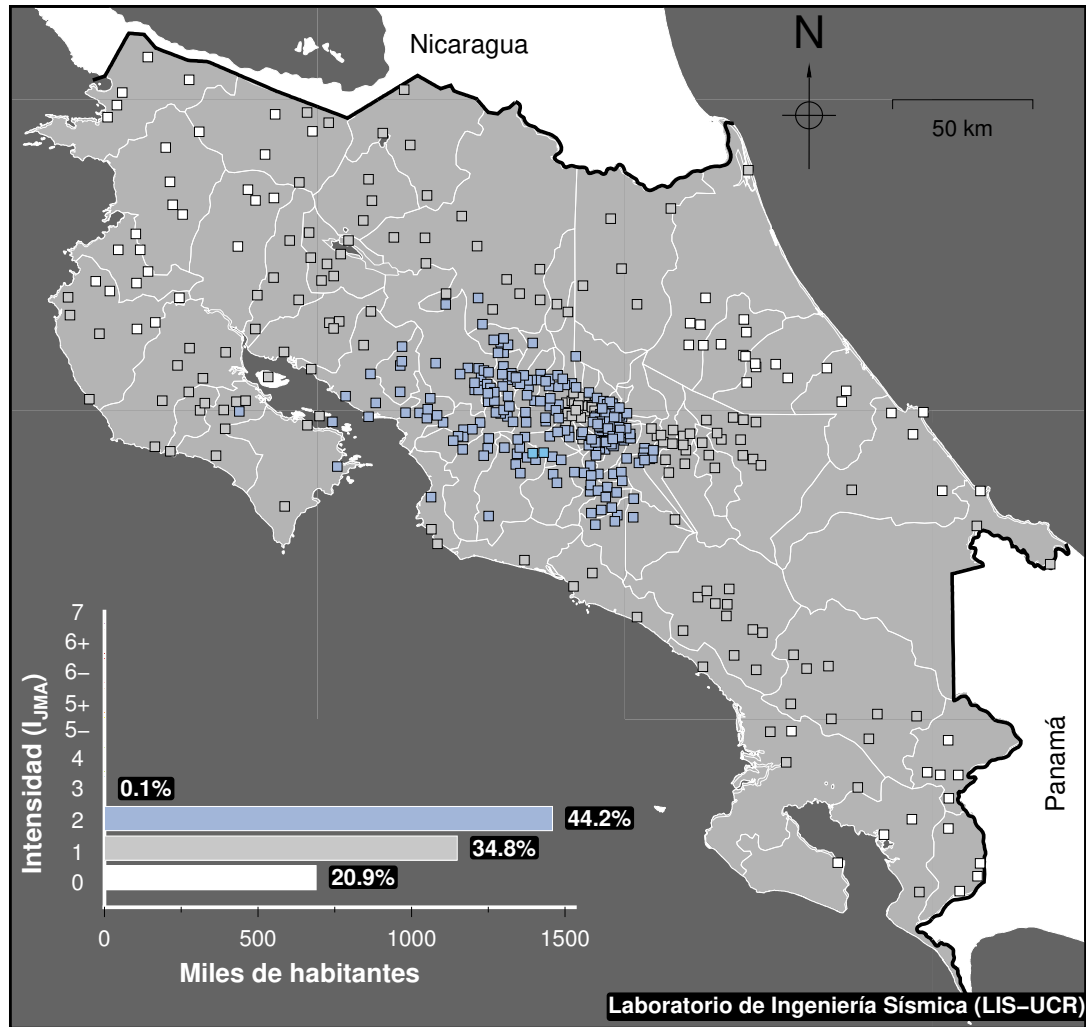 Nicaragua
N
50 km
Panamá
Intensidad (I_JMA)
7
6+
6−
5+
5−
4
3
2
1
0
0.1%
44.2%
34.8%
20.9%
0
500
1000
1500
Miles de habitantes
Laboratorio de Ingeniería Sísmica (LIS−UCR)